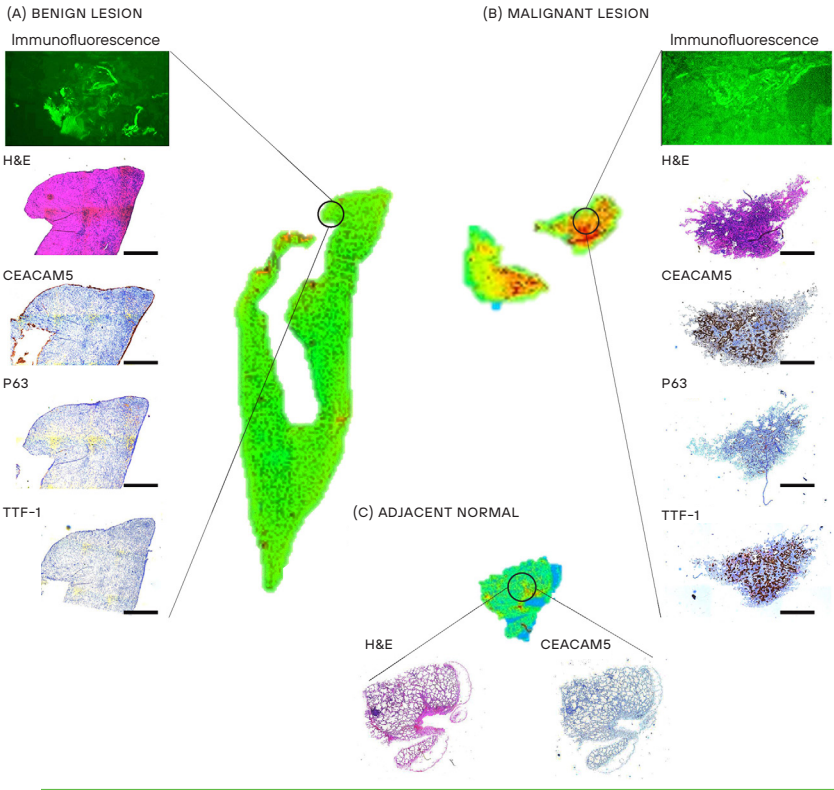 (A) BENIGN LESION
Immunofluorescence
H&E
CEACAM5
P63
TTF-1
(B) MALIGNANT LESION
Immunofluorescence
H&E
CEACAM5
P63
TTF-1
(C) ADJACENT NORMAL
H&E
CEACAM5